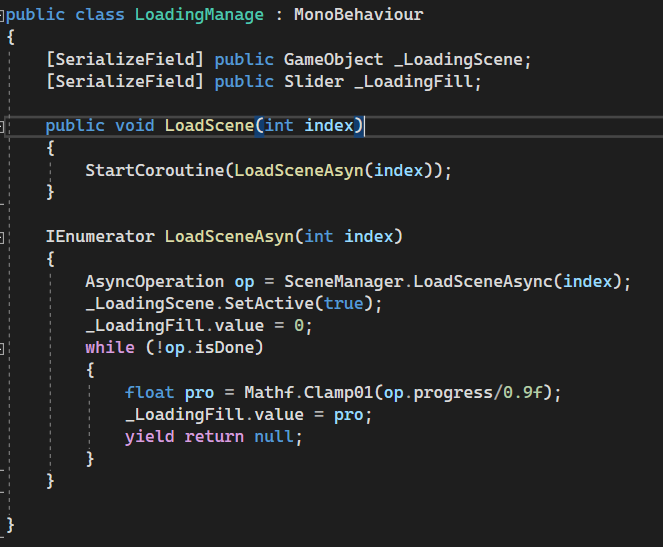 public class LoadingManage : MonoBehaviour
{
[SerializeField] public GameObject _LoadingScene;
[SerializeField] public Slider _LoadingFill;
public void LoadScene(int index)
{
StartCoroutine(LoadSceneAsyn(index));
}
IEnumerator LoadSceneAsyn(int index)
{
AsyncOperation op = SceneManager.LoadSceneAsync(index);
_LoadingScene.SetActive(true);
_LoadingFill.value = 0;
while (!op.isDone)
{
float pro = Mathf.Clamp01(op.progress/0.9f);
_LoadingFill.value = pro;
yield return null;
}
}
}